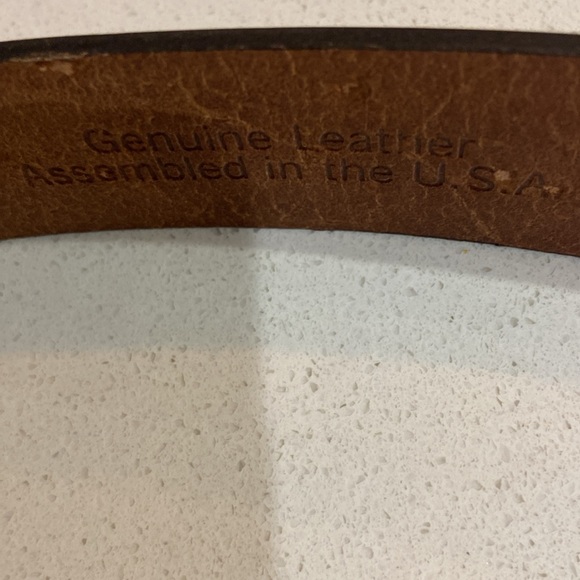 Genuine Leather
Assembled in the U.S.A.